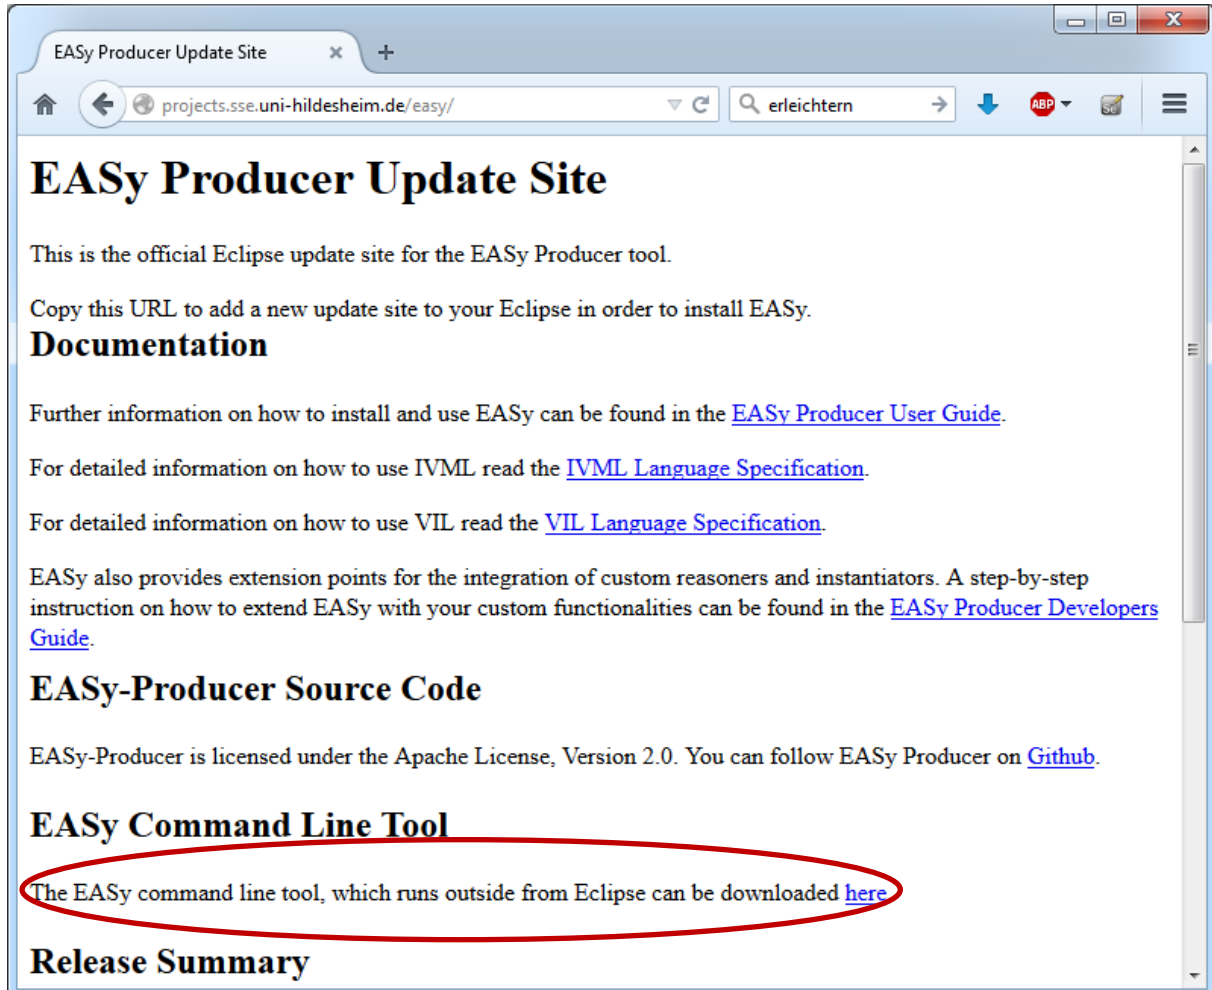 EASy Producer Update Site
projects.sse.uni-hildesheim.de/easy/
erleichtern
ABP
EASy Producer Update Site
This is the official Eclipse update site for the EASy Producer tool.
Copy this URL to add a new update site to your Eclipse in order to install EASy.
Documentation
Further information on how to install and use EASy can be found in the EASy Producer User Guide.
For detailed information on how to use IVML read the IVML Language Specification.
For detailed information on how to use VIL read the VIL Language Specification.
EASy also provides extension points for the integration of custom reasoners and instantiators. A step-by-step
instruction on how to extend EASy with your custom functionalities can be found in the EASy Producer Developers
Guide.
EASy-Producer Source Code
EASy-Producer is licensed under the Apache License, Version 2.0. You can follow EASy Producer on Github.
EASy Command Line Tool
The EASy command line tool, which runs outside from Eclipse can be downloaded here
Release Summary